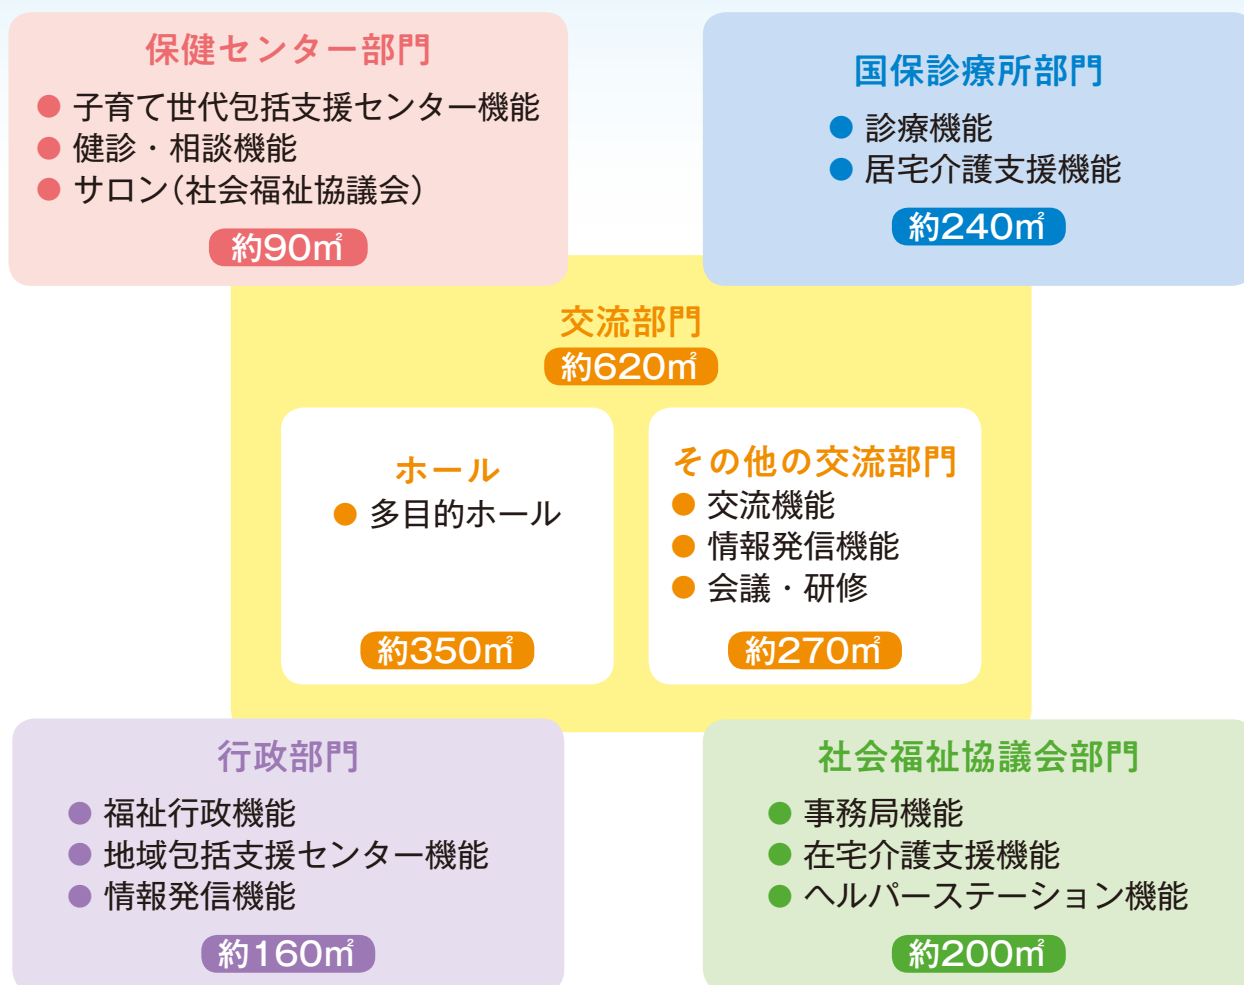 保健センター部門
● 子育て世代包括支援センター機能
● 健診・相談機能
● サロン(社会福祉協議会)
約90㎡
国保診療所部門
● 診療機能
● 居宅介護支援機能
約240㎡
交流部門
約620㎡
ホール
● 多目的ホール
約350㎡
その他の交流部門
● 交流機能
● 情報発信機能
● 会議・研修
約270㎡
行政部門
● 福祉行政機能
● 地域包括支援センター機能
● 情報発信機能
約160㎡
社会福祉協議会部門
● 事務局機能
● 在宅介護支援機能
● ヘルパーステーション機能
約200㎡